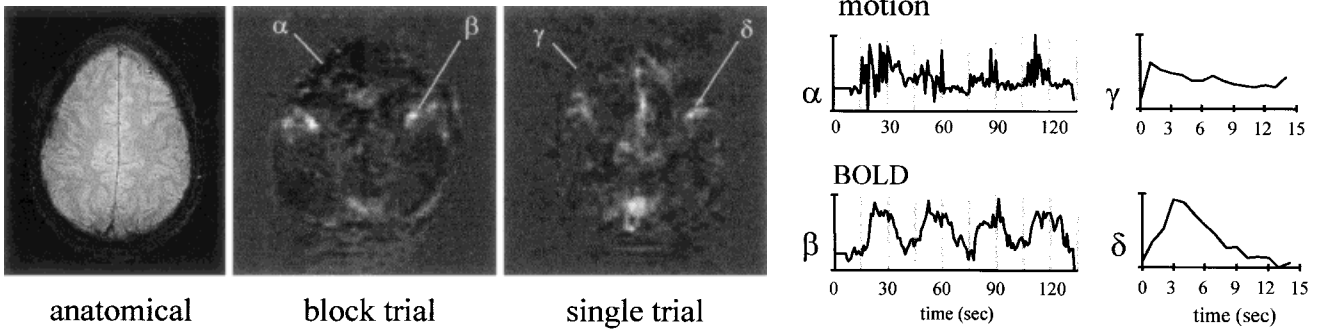 α
β
γ
δ
anatomical
block trial
single trial
motion
α
0 30 60 90 120
γ
0 3 6 9 12 15
BOLD
β
0 30 60 90 120
time (sec)
δ
0 3 6 9 12 15
time (sec)